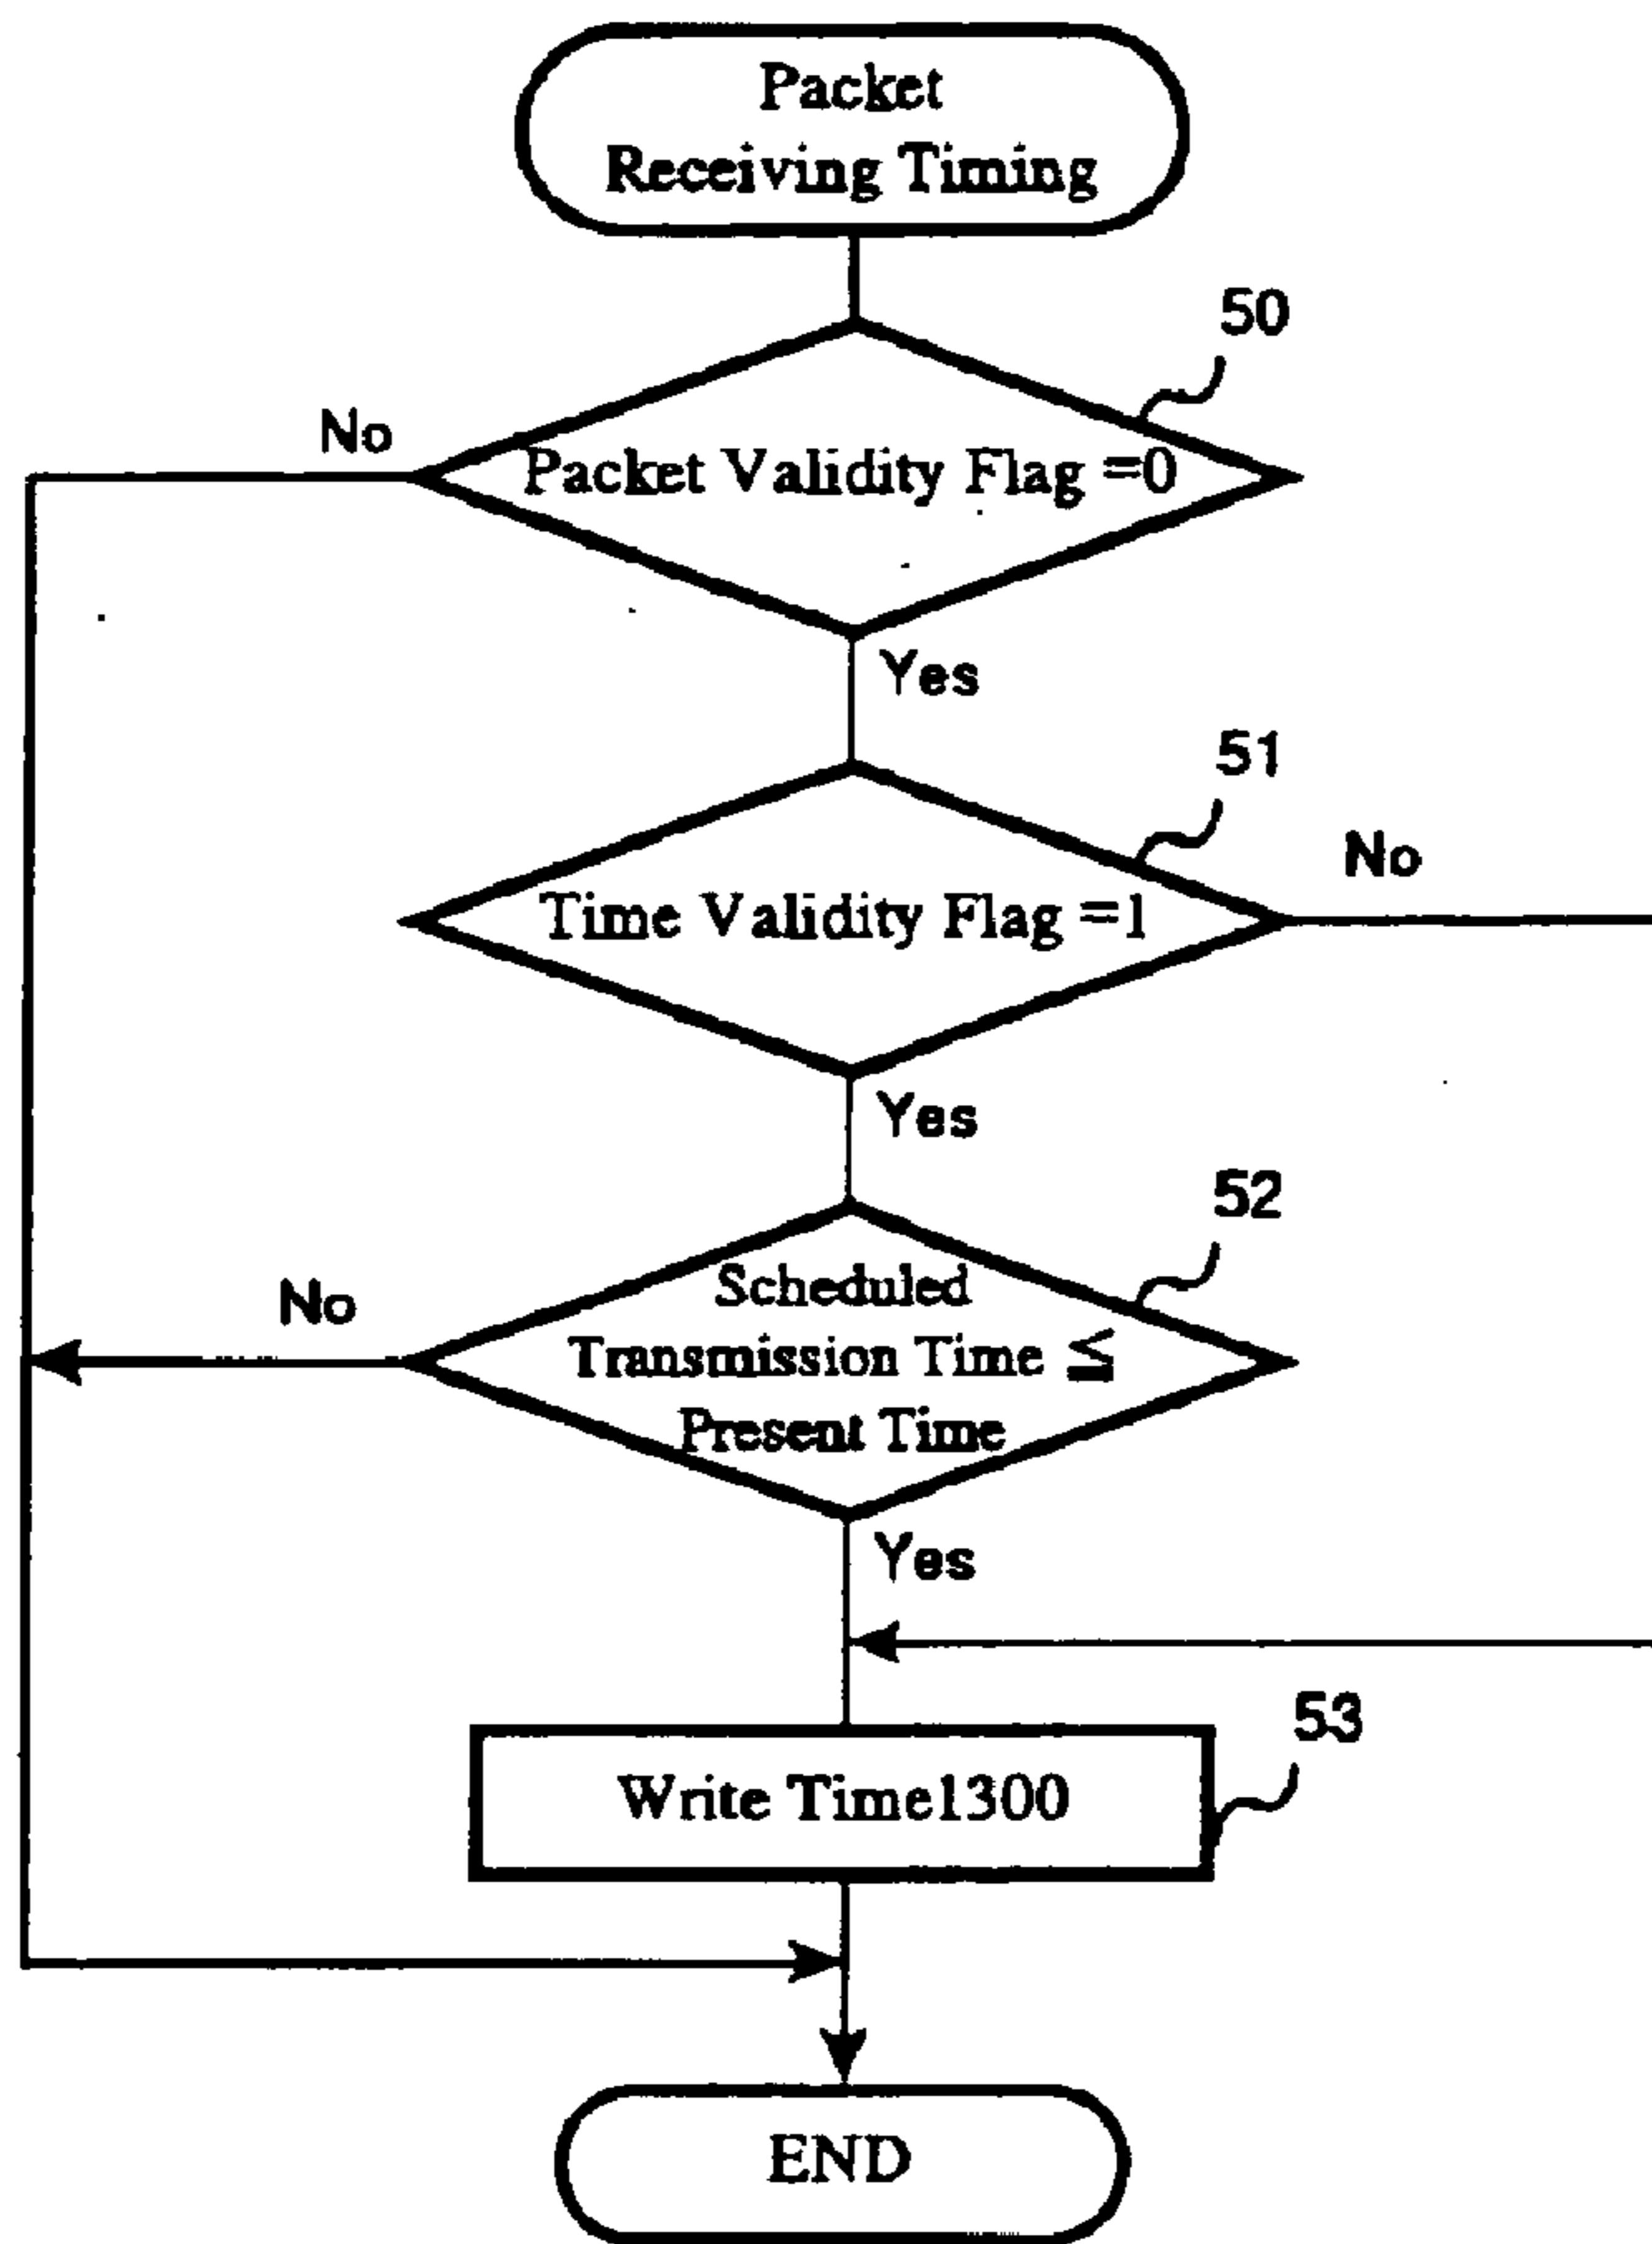 Packet
Receiving Timing
50
No
Packet Validity Flag =0
Yes
51
No
Time Validity Flag =1
Yes
52
No
Scheduled
Transmission Time ≦
Present Time
Yes
53
Write Time1300
END